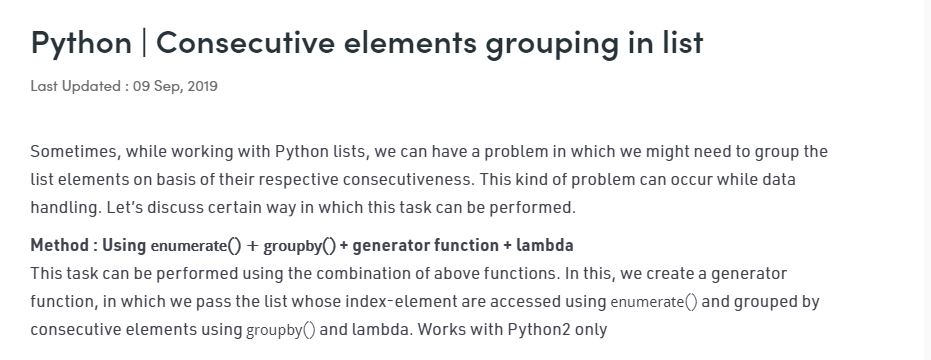 Python | Consecutive elements grouping in list
Last Updated : 09 Sep, 2019
Sometimes, while working with Python lists, we can have a problem in which we might need to group the
list elements on basis of their respective consecutiveness. This kind of problem can occur while data
handling. Let’s discuss certain way in which this task can be performed.
Method : Using enumerate() + groupby() + generator function + lambda
This task can be performed using the combination of above functions. In this, we create a generator
function, in which we pass the list whose index-element are accessed using enumerate() and grouped by
consecutive elements using groupby() and lambda. Works with Python2 only